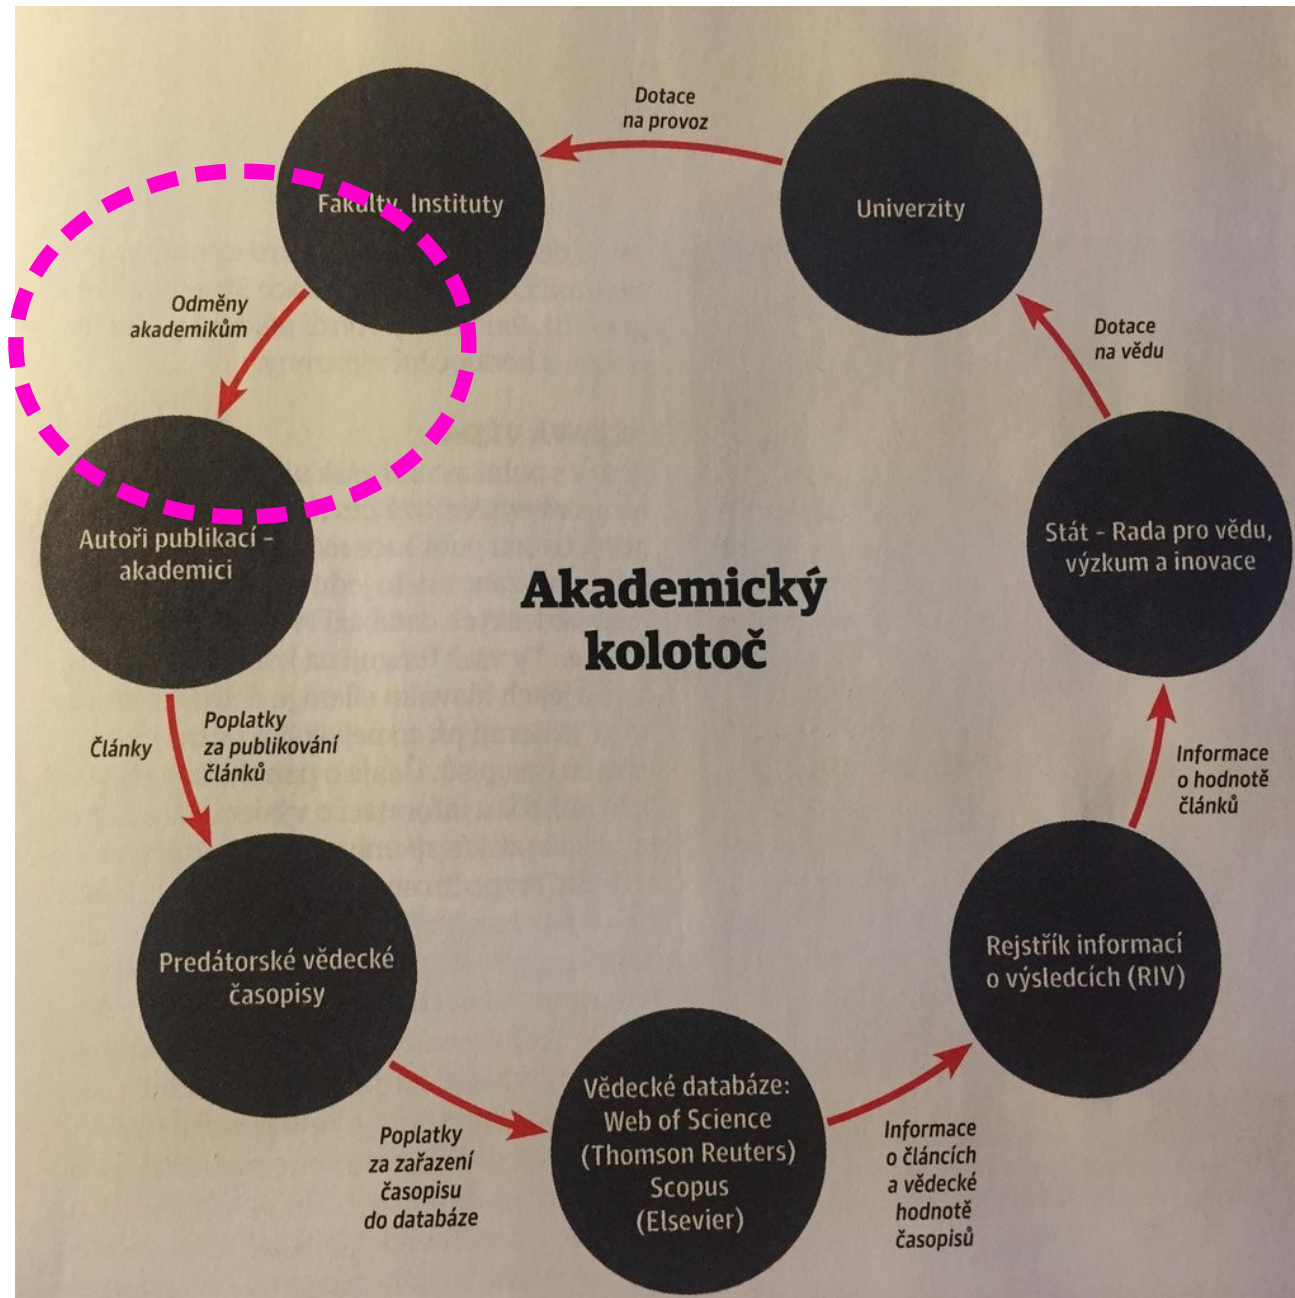 Dotace
na provoz
Fakulty, Instituty
Univerzity
Odměny
akademikům
Dotace
na vědu
Autoři publikací –
akademici
Stát - Rada pro vědu,
výzkum a inovace
Akademický
kolotoč
Články
Poplatky
za publikování
článků
Informace
o hodnotě
článků
Predátorské vědecké
časopisy
Rejstřík informací
o výsledcích (RIV)
Vědecké databáze:
Web of Science
(Thomson Reuters)
Scopus
(Elsevier)
Poplatky
za zařazení
časopisu
do databáze
Informace
o článcích
a vědecké
hodnotě
časopisů